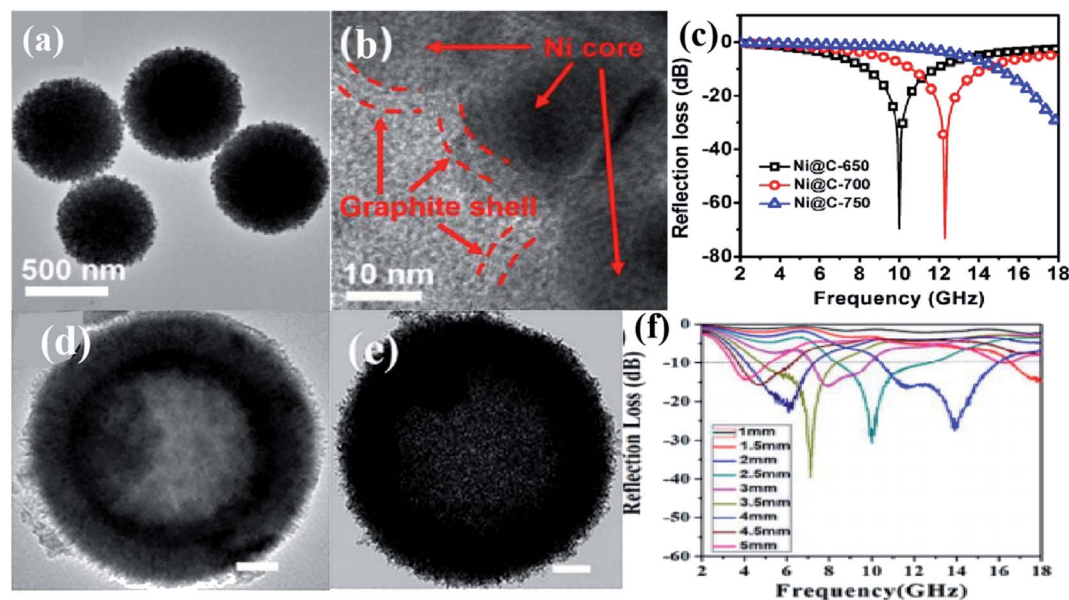 (a)
500 nm
(b)
Ni core
Graphite shell
10 nm
(c)
Reflection loss (dB)
0
-20
-40
-60
-80
Ni@C-650
Ni@C-700
Ni@C-750
2 4 6 8 10 12 14 16 18
Frequency (GHz)
(d)
(e)
(f)
Reflection Loss (dB)
0
-10
-20
-30
-40
-50
-60
1mm
1.5mm
2mm
2.5mm
3mm
3.5mm
4mm
4.5mm
5mm
2 4 6 8 10 12 14 16 18
Frequency(GHz)